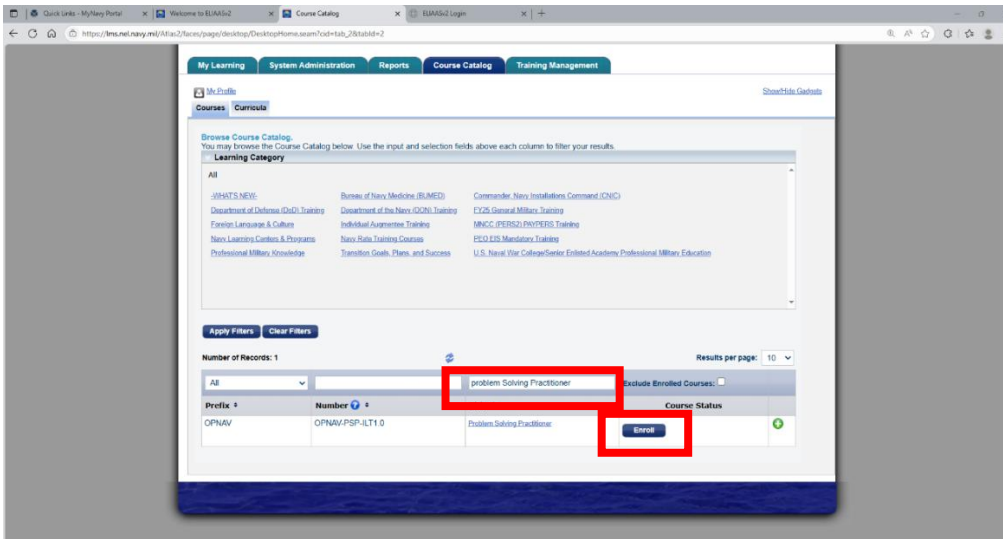 Quick Links - MyNavy Portal
Welcome to ELIAASv2
Course Catalog
ELIAASv2 Login
https://lms.nel.navy.mil/Atlas2/faces/page/desktop/DesktopHome.seam?cid=tab_2&tabId=2
My Learning System Administration Reports Course Catalog Training Management
My Profile Show/Hide Gadgets
Courses Curricula
Browse Course Catalog.
You may browse the Course Catalog below. Use the input and selection fields above each column to filter your results.
Learning Category
All
-WHAT'S NEW- Bureau of Navy Medicine (BUMED) Commander, Navy Installations Command (CNIC)
Department of Defense (DoD) Training Department of the Navy (DON) Training FY25 General Military Training
Foreign Language & Culture Individual Augmentee Training MNCC (PERS2) PAYPERS Training
Navy Learning Centers & Programs Navy Rate Training Courses PEO EIS Mandatory Training
Professional Military Knowledge Transition Goals, Plans, and Success U.S. Naval War College/Senior Enlisted Academy Professional Military Education
Apply Filters Clear Filters
Number of Records: 1 Results per page: 10
All problem Solving Practitioner Exclude Enrolled Courses:
Prefix Number Course Status
OPNAV OPNAV-PSP-ILT1.0 Problem Solving Practitioner Enroll